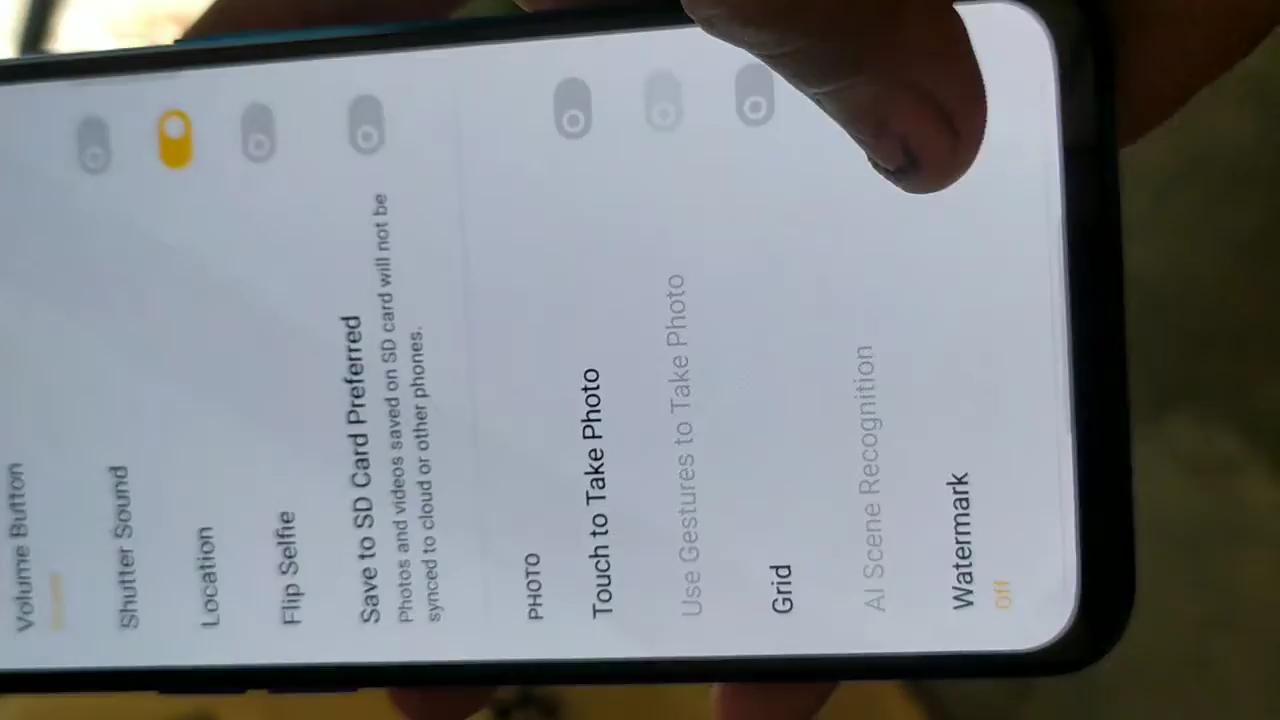 Volume Button
Shutter Sound
Location
Flip Selfie
Save to SD Card Preferred
Photos and videos saved on SD card will not be
synced to cloud or other phones.
PHOTO
Touch to Take Photo
Use Gestures to Take Photo
Grid
AI Scene Recognition
Watermark
Off